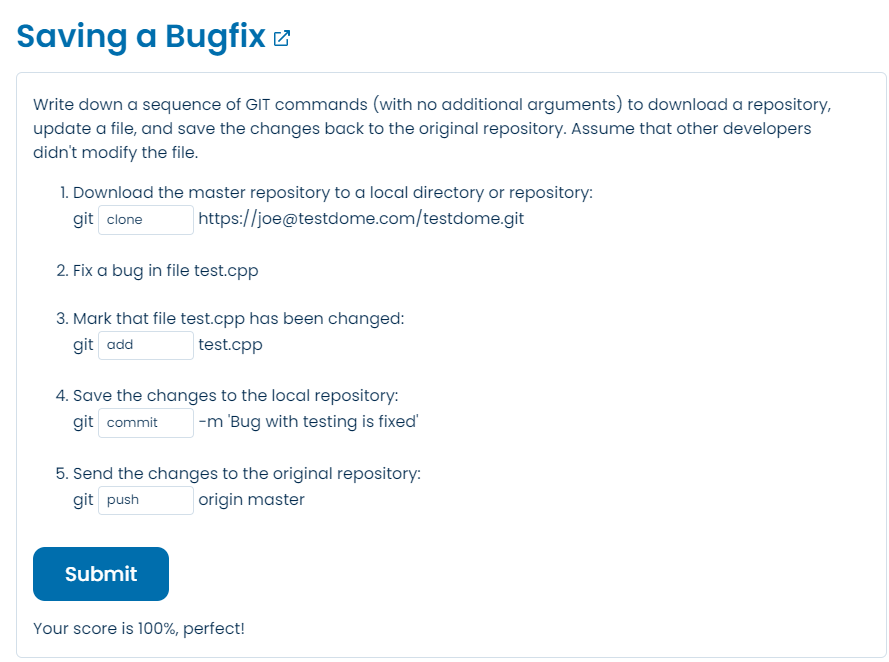 Saving a Bugfix
Write down a sequence of GIT commands (with no additional arguments) to download a repository,
update a file, and save the changes back to the original repository. Assume that other developers
didn't modify the file.
1. Download the master repository to a local directory or repository:
git clone https://joe@testdome.com/testdome.git
2. Fix a bug in file test.cpp
3. Mark that file test.cpp has been changed:
git add test.cpp
4. Save the changes to the local repository:
git commit -m 'Bug with testing is fixed'
5. Send the changes to the original repository:
git push origin master
Submit
Your score is 100%, perfect!